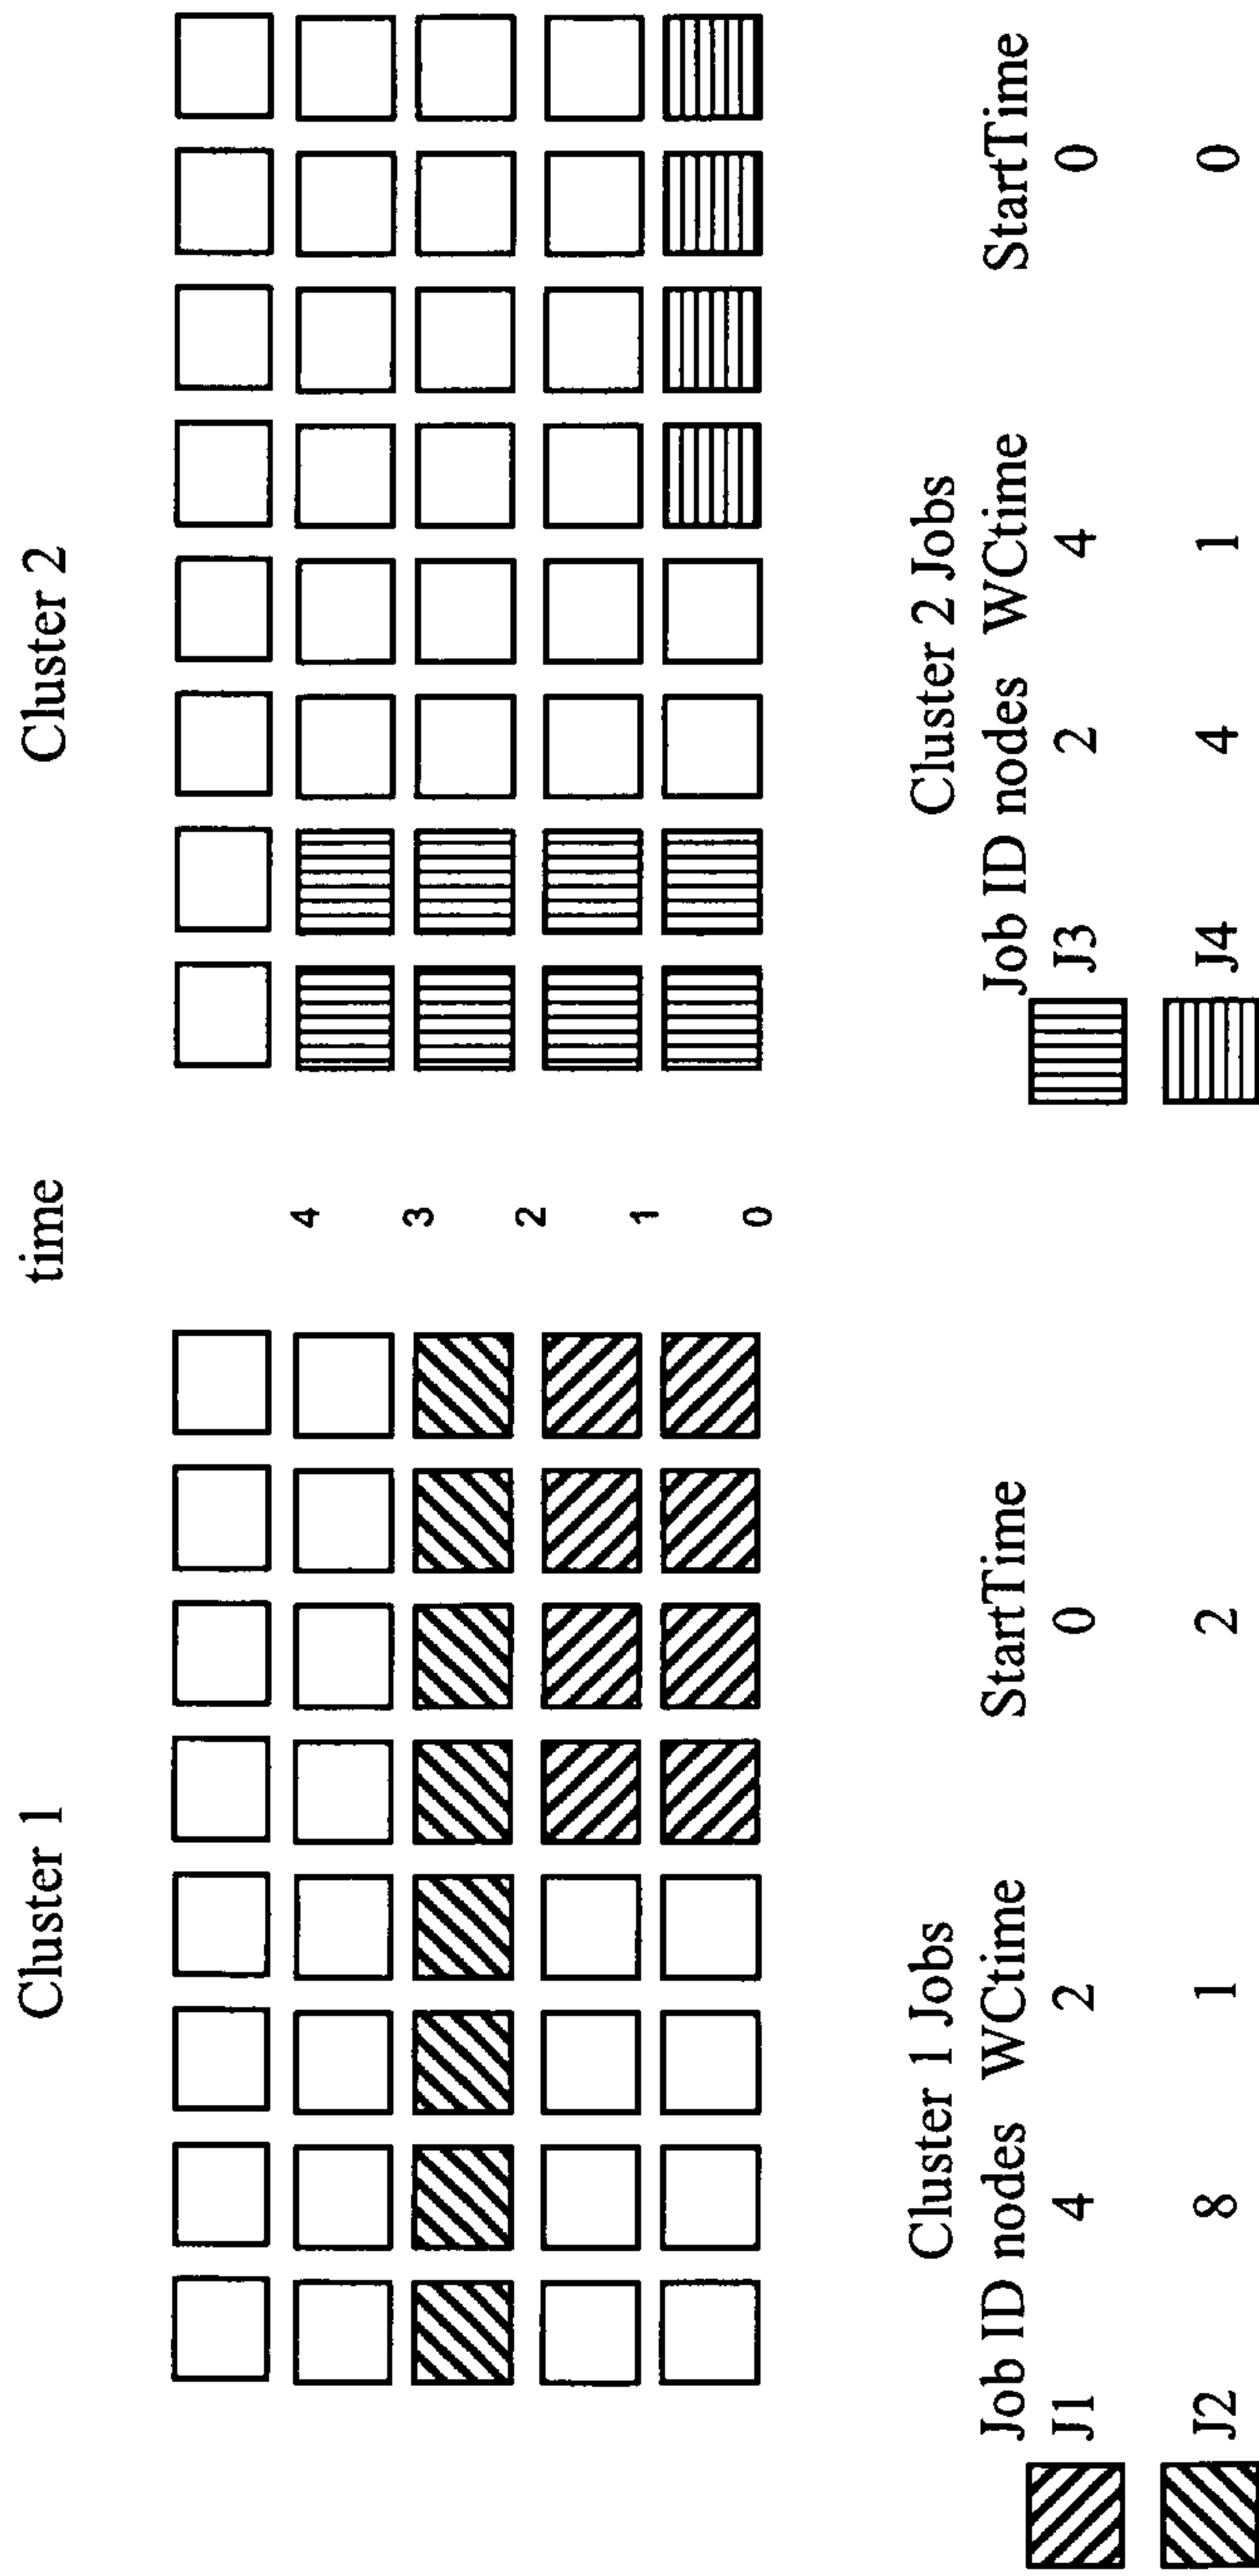 Cluster 1
time
Cluster 2
4
3
2
1
0
Cluster 1 Jobs
Job ID nodes WCtime StartTime
J1 4 2 0
J2 8 1 2
Cluster 2 Jobs
Job ID nodes WCtime StartTime
J3 2 4 0
J4 4 1 0